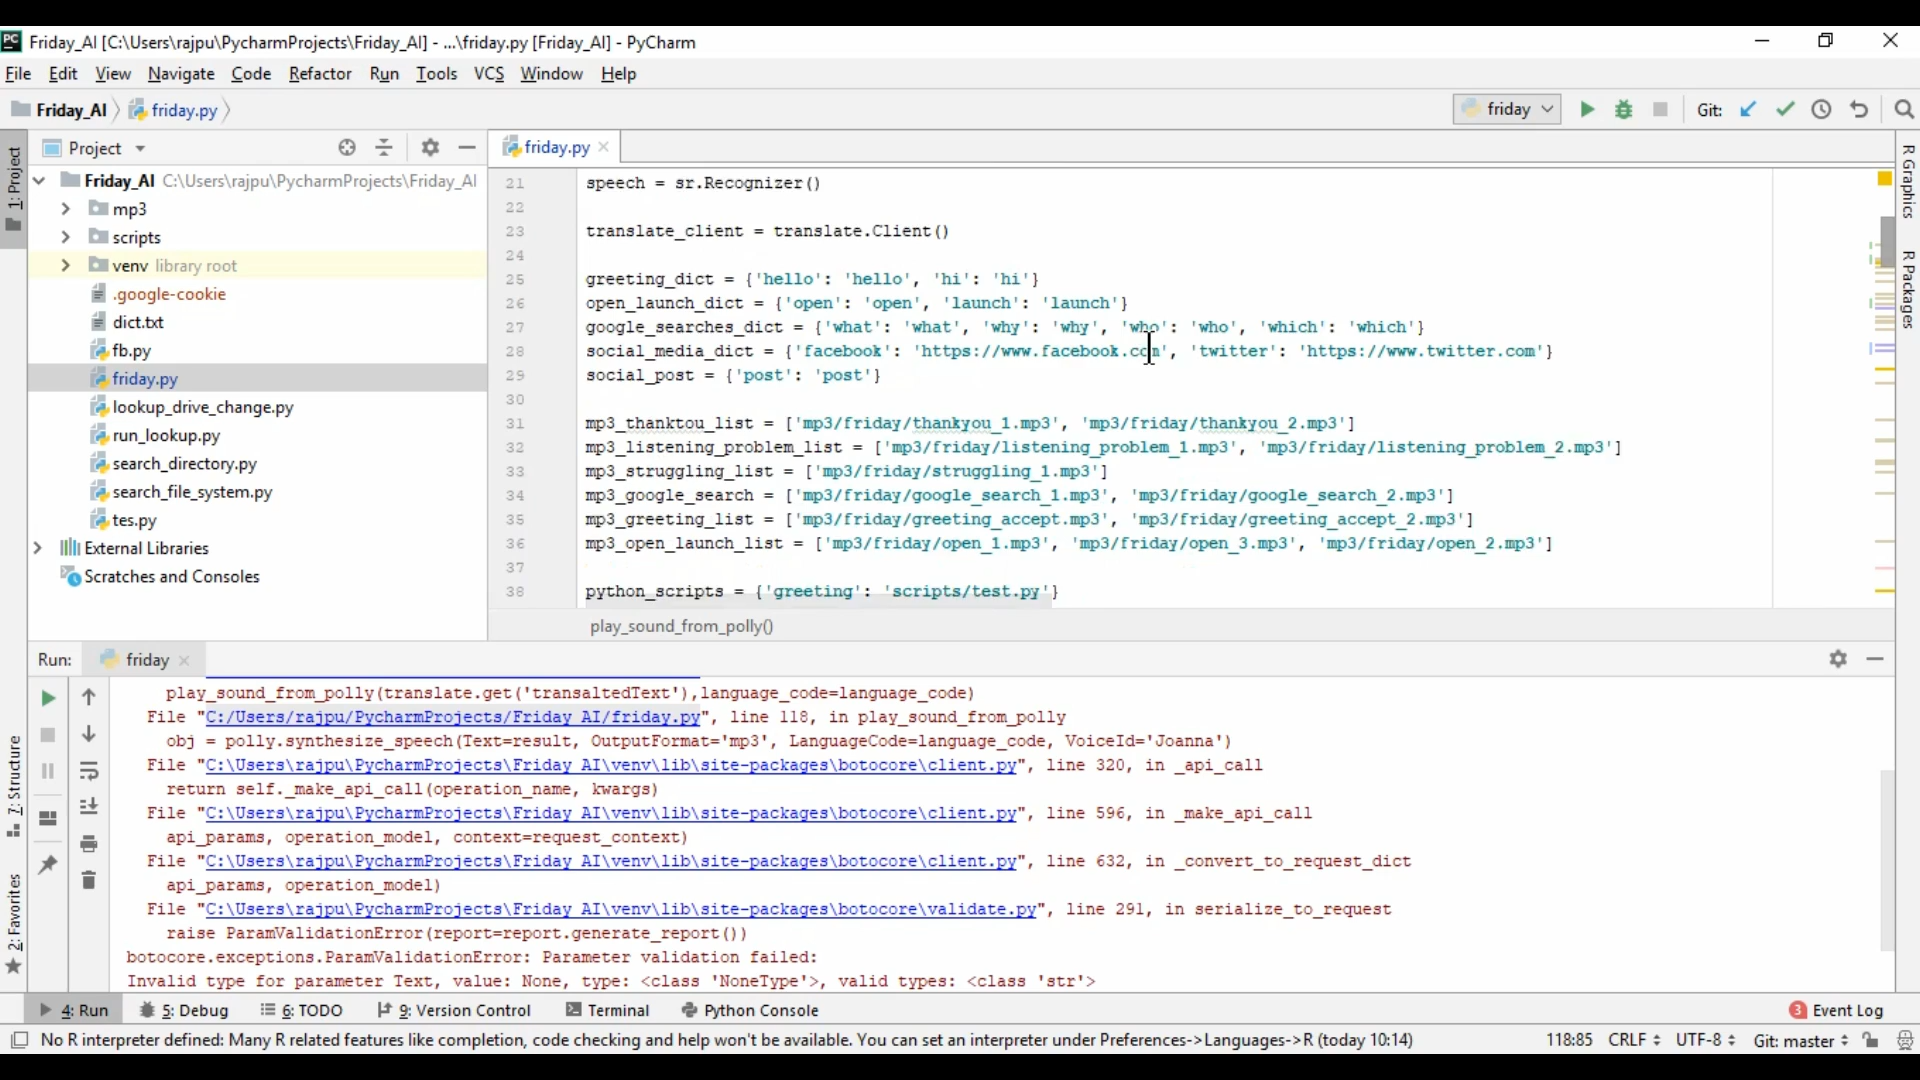 PC Friday_AI [C:\Users\rajpu\PycharmProjects\Friday_AI] - ...\friday.py [Friday_AI] - PyCharm
File Edit View Navigate Code Refactor Run Tools VCS Window Help
Friday_AI friday.py friday Git:
Project friday.py
1: Project
R Graphics
R Packages
Friday_AI C:\Users\rajpu\PycharmProjects\Friday_AI
mp3
scripts
venv library root
.google-cookie
dict.txt
fb.py
friday.py
lookup_drive_change.py
run_lookup.py
search_directory.py
search_file_system.py
tes.py
External Libraries
Scratches and Consoles
21 speech = sr.Recognizer()
22
23 translate_client = translate.Client()
24
25 greeting_dict = {'hello': 'hello', 'hi': 'hi'}
26 open_launch_dict = {'open': 'open', 'launch': 'launch'}
27 google_searches_dict = {'what': 'what', 'why': 'why', 'who': 'who', 'which': 'which'}
28 social_media_dict = {'facebook': 'https://www.facebook.com', 'twitter': 'https://www.twitter.com'}
29 social_post = {'post': 'post'}
30
31 mp3_thanktou_list = ['mp3/friday/thankyou_1.mp3', 'mp3/friday/thankyou_2.mp3']
32 mp3_listening_problem_list = ['mp3/friday/listening_problem_1.mp3', 'mp3/friday/listening_problem_2.mp3']
33 mp3_struggling_list = ['mp3/friday/struggling_1.mp3']
34 mp3_google_search = ['mp3/friday/google_search_1.mp3', 'mp3/friday/google_search_2.mp3']
35 mp3_greeting_list = ['mp3/friday/greeting_accept.mp3', 'mp3/friday/greeting_accept_2.mp3']
36 mp3_open_launch_list = ['mp3/friday/open_1.mp3', 'mp3/friday/open_3.mp3', 'mp3/friday/open_2.mp3']
37
38 python_scripts = {'greeting': 'scripts/test.py'}
play_sound_from_polly()
Run: friday
play_sound_from_polly(translate.get('transaltedText'),language_code=language_code)
File "C:/Users/rajpu/PycharmProjects/Friday_AI/friday.py", line 118, in play_sound_from_polly
obj = polly.synthesize_speech(Text=result, OutputFormat='mp3', LanguageCode=language_code, VoiceId='Joanna')
File "C:\Users\rajpu\PycharmProjects\Friday_AI\venv\lib\site-packages\botocore\client.py", line 320, in _api_call
return self._make_api_call(operation_name, kwargs)
File "C:\Users\rajpu\PycharmProjects\Friday_AI\venv\lib\site-packages\botocore\client.py", line 596, in _make_api_call
api_params, operation_model, context=request_context)
File "C:\Users\rajpu\PycharmProjects\Friday_AI\venv\lib\site-packages\botocore\client.py", line 632, in _convert_to_request_dict
api_params, operation_model)
File "C:\Users\rajpu\PycharmProjects\Friday_AI\venv\lib\site-packages\botocore\validate.py", line 291, in serialize_to_request
raise ParamValidationError(report=report.generate_report())
botocore.exceptions.ParamValidationError: Parameter validation failed:
Invalid type for parameter Text, value: None, type: <class 'NoneType'>, valid types: <class 'str'>
7: Structure
2: Favorites
4: Run 5: Debug 6: TODO 9: Version Control Terminal Python Console 3 Event Log
No R interpreter defined: Many R related features like completion, code checking and help won't be available. You can set an interpreter under Preferences->Languages->R (today 10:14) 118:85 CRLF UTF-8 Git: master